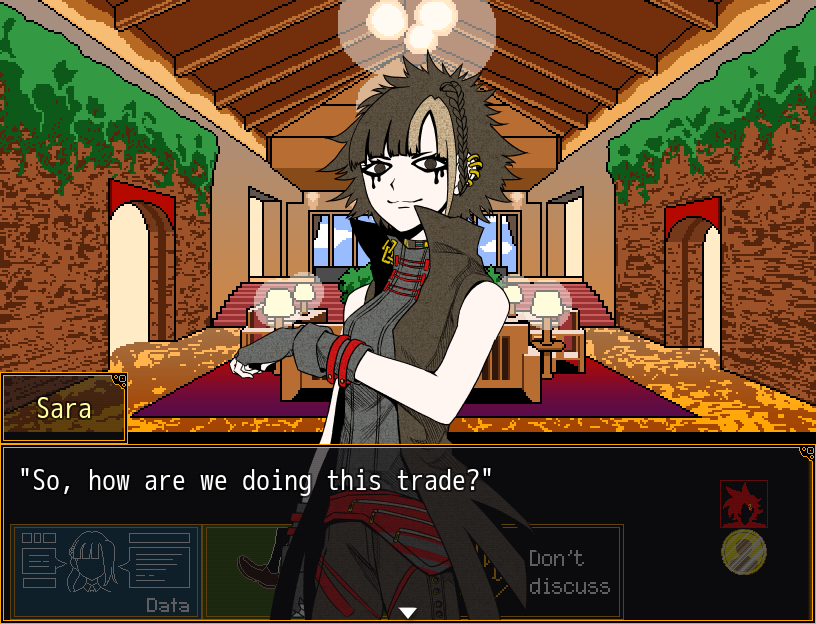 Sara
"So, how are we doing this trade?"
Don't
discuss
Data